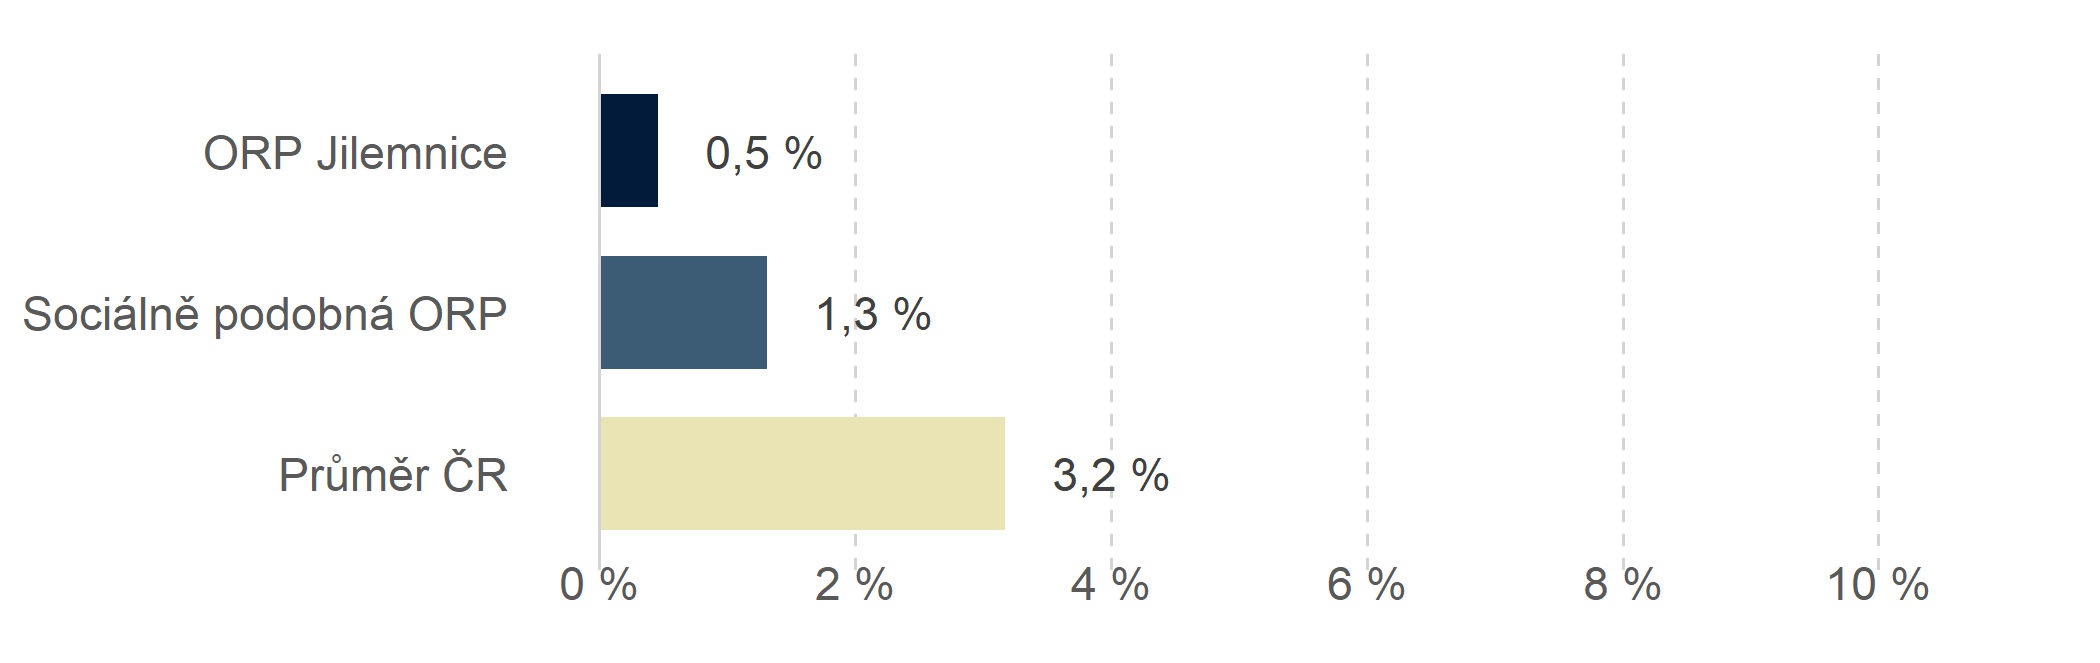 ORP Jilemnice
0,5 %
Sociálně podobná ORP
1,3 %
Průměr ČR
3,2 %
0 % 2 % 4 % 6 % 8 % 10 %